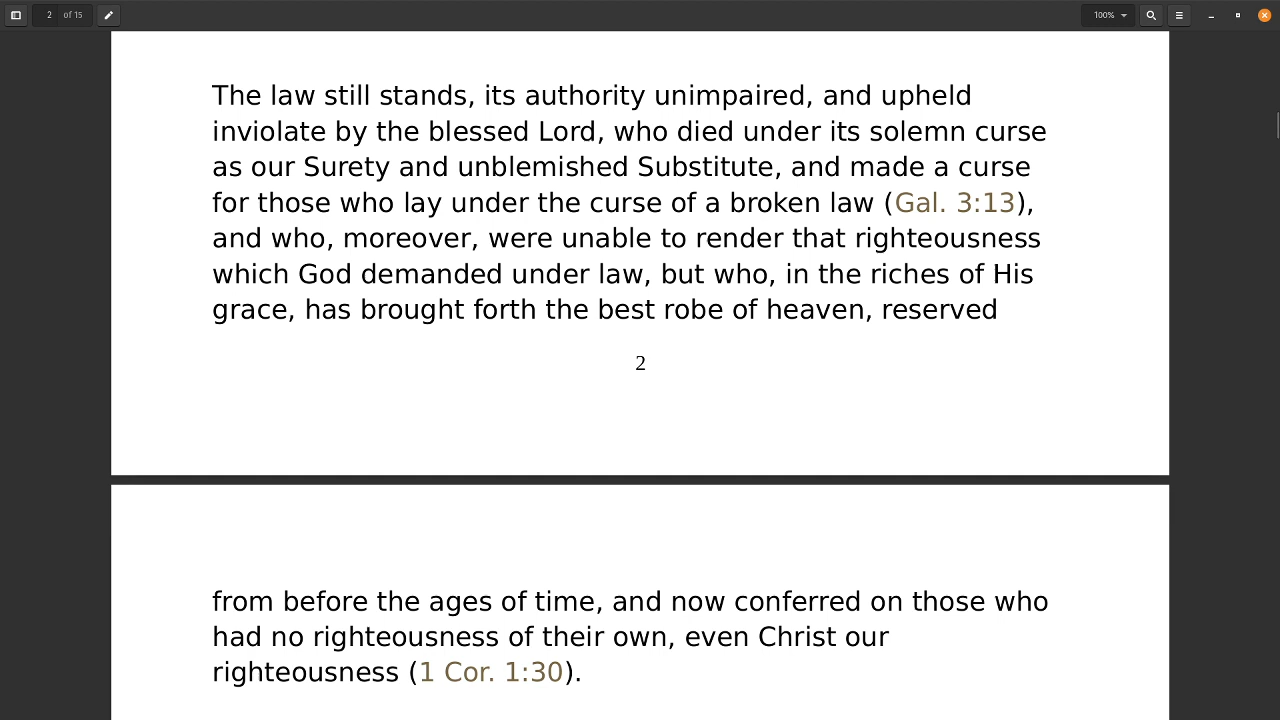 2 of 15
100%
The law still stands, its authority unimpaired, and upheld
inviolate by the blessed Lord, who died under its solemn curse
as our Surety and unblemished Substitute, and made a curse
for those who lay under the curse of a broken law (Gal. 3:13),
and who, moreover, were unable to render that righteousness
which God demanded under law, but who, in the riches of His
grace, has brought forth the best robe of heaven, reserved
2
from before the ages of time, and now conferred on those who
had no righteousness of their own, even Christ our
righteousness (1 Cor. 1:30).